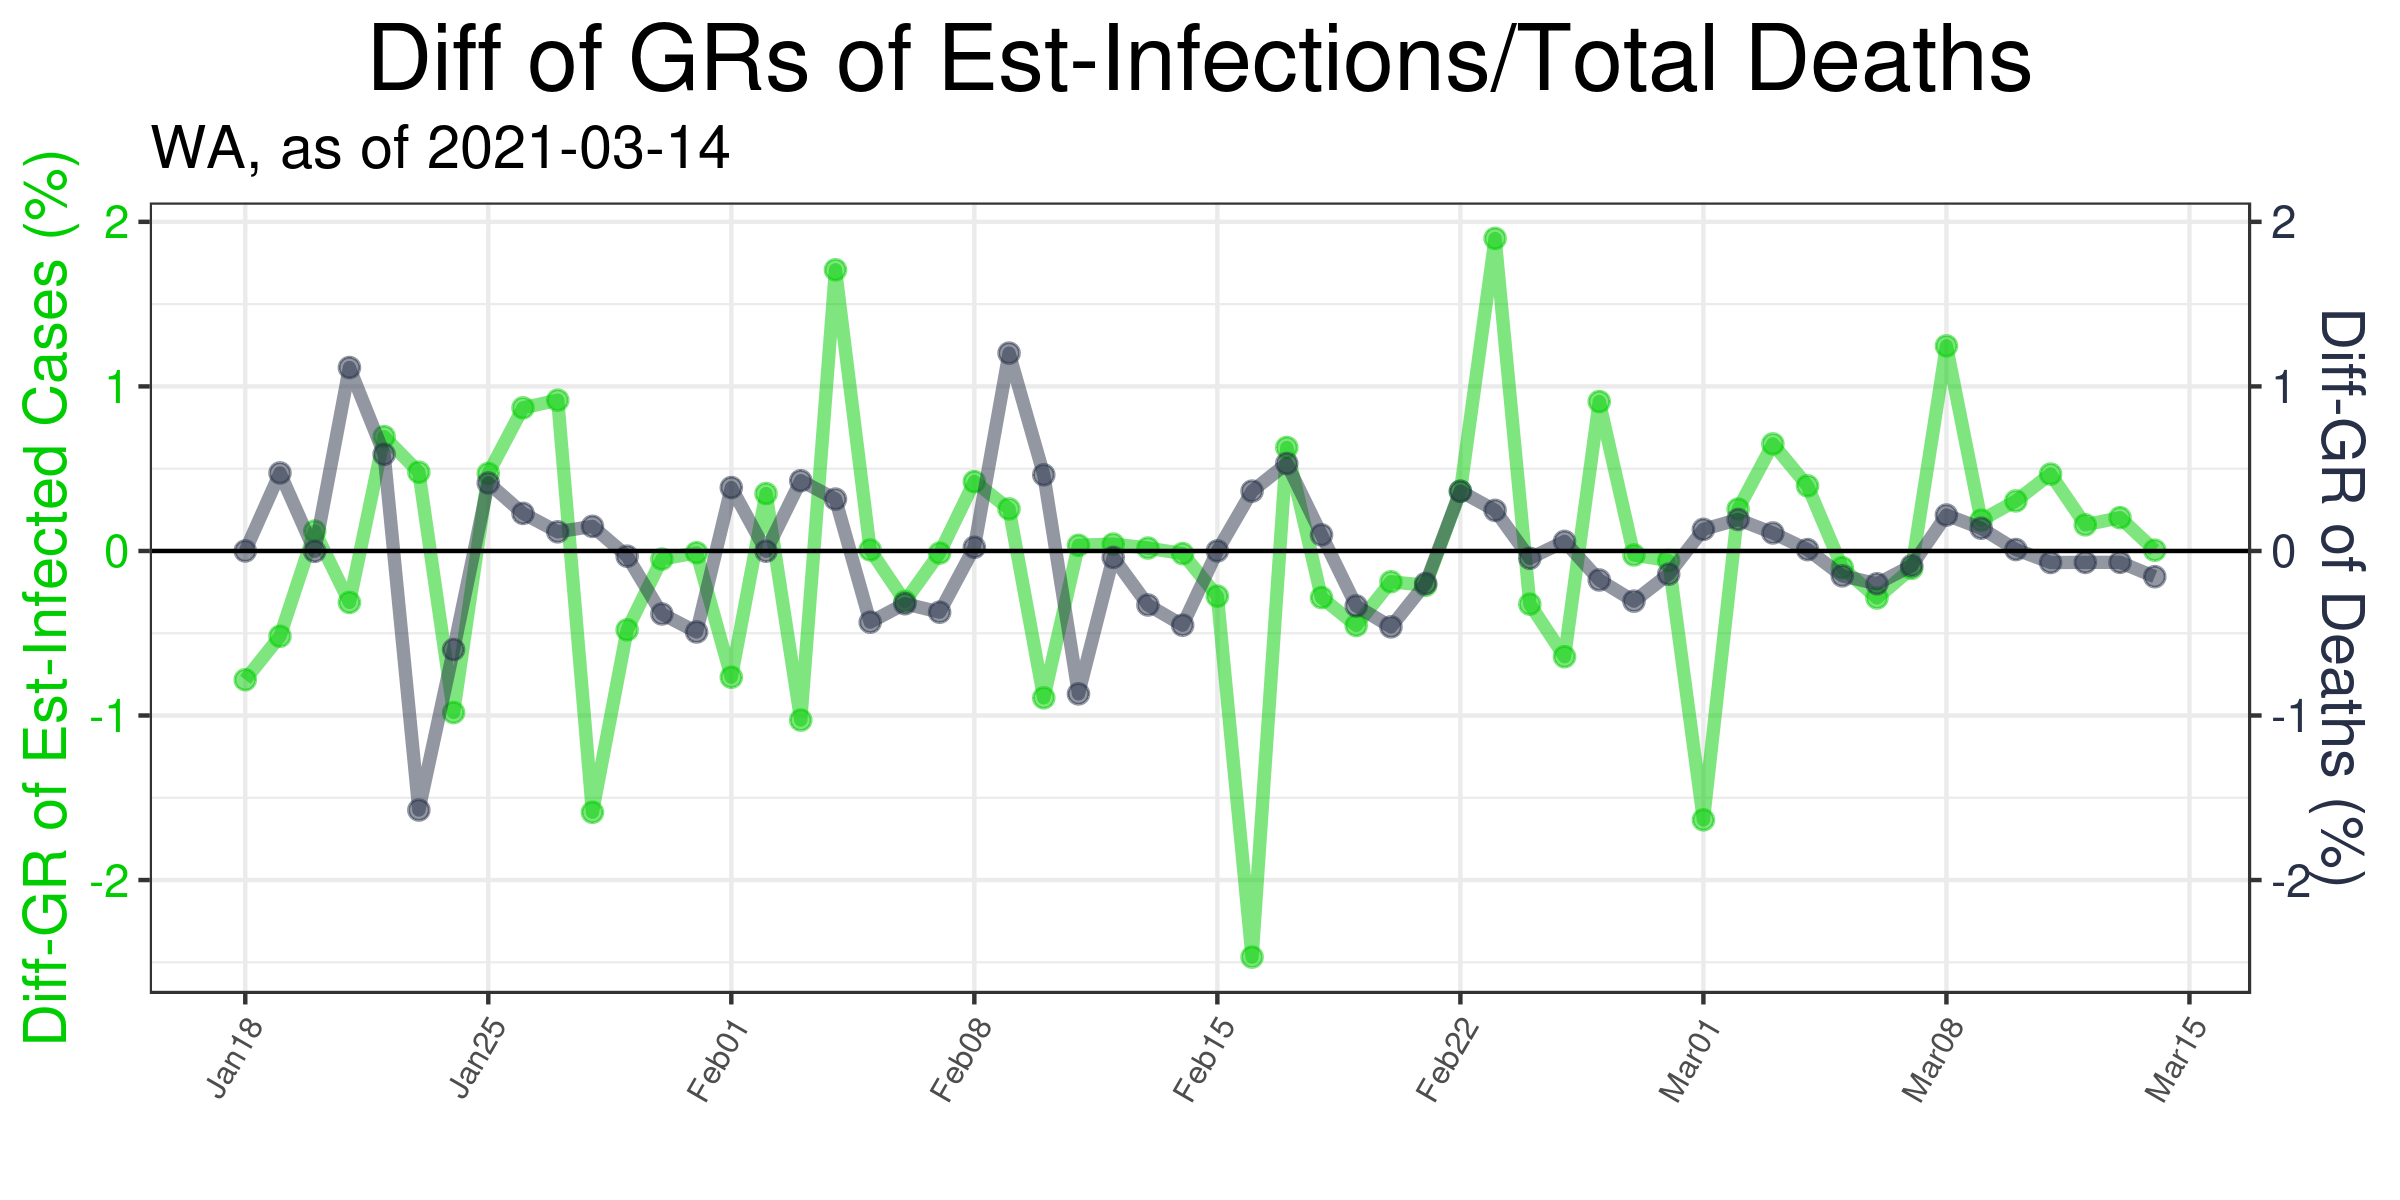 Diff of GRs of Est-Infections/Total Deaths
WA, as of 2021-03-14
Diff-GR of Est-Infected Cases (%)
2
1
0
-1
-2
2
1
0
-1
-2
Diff-GR of Deaths (%)
Jan18
Jan25
Feb01
Feb08
Feb15
Feb22
Mar01
Mar08
Mar15